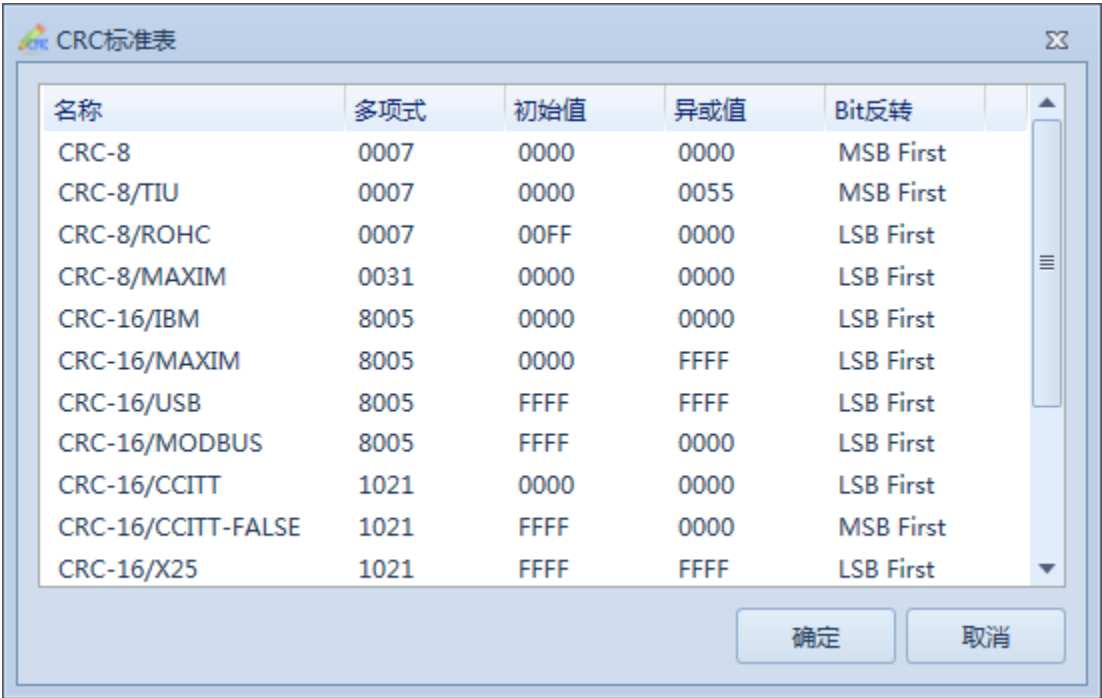 CRC标准表
名称 多项式 初始值 异或值 Bit反转
CRC-8 0007 0000 0000 MSB First
CRC-8/TIU 0007 0000 0055 MSB First
CRC-8/ROHC 0007 00FF 0000 LSB First
CRC-8/MAXIM 0031 0000 0000 LSB First
CRC-16/IBM 8005 0000 0000 LSB First
CRC-16/MAXIM 8005 0000 FFFF LSB First
CRC-16/USB 8005 FFFF FFFF LSB First
CRC-16/MODBUS 8005 FFFF 0000 LSB First
CRC-16/CCITT 1021 0000 0000 LSB First
CRC-16/CCITT-FALSE 1021 FFFF 0000 MSB First
CRC-16/X25 1021 FFFF FFFF LSB First
确定 取消